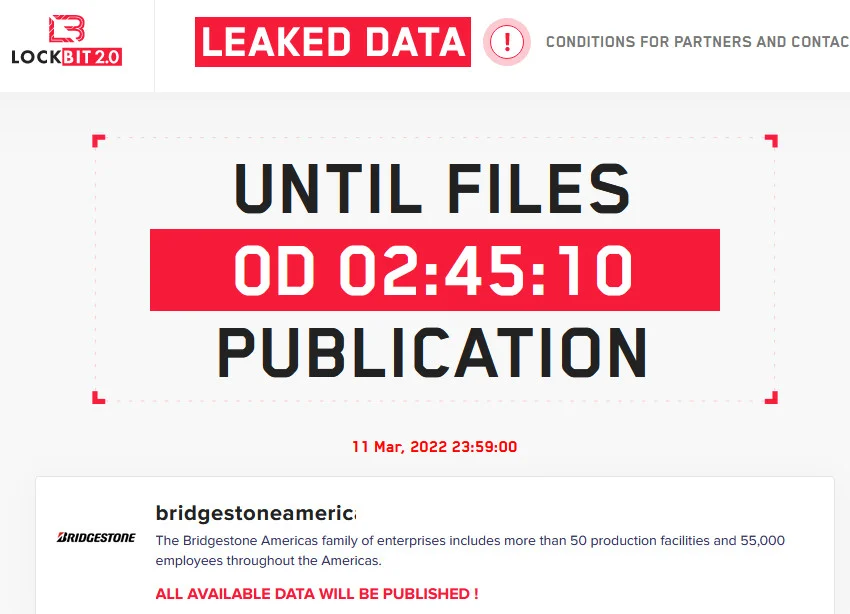 LOCKBIT 2.0
LEAKED DATA
! CONDITIONS FOR PARTNERS AND CONTAC
UNTIL FILES
0D 02:45:10
PUBLICATION
11 Mar, 2022 23:59:00
bridgestoneameric
BRIDGESTONE
The Bridgestone Americas family of enterprises includes more than 50 production facilities and 55,000
employees throughout the Americas.
ALL AVAILABLE DATA WILL BE PUBLISHED !